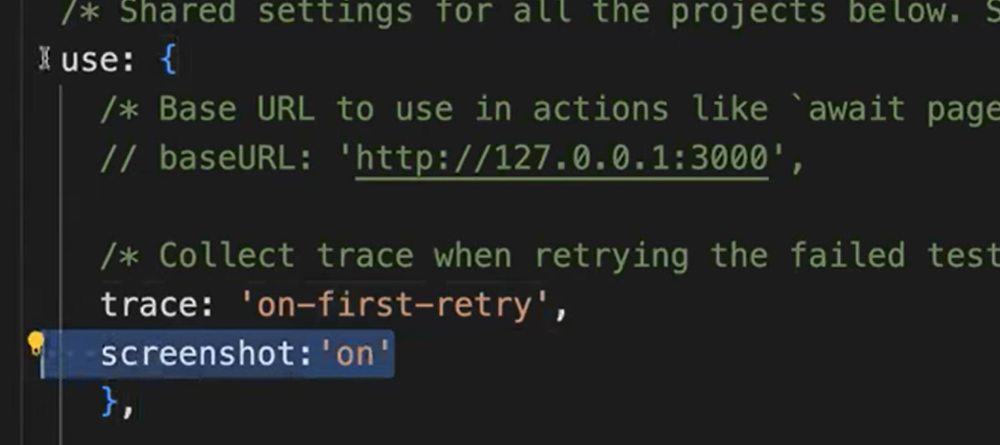 /* Shared settings for all the projects below. S
use: {
/* Base URL to use in actions like `await page
// baseURL: 'http://127.0.0.1:3000',
/* Collect trace when retrying the failed test
trace: 'on-first-retry',
screenshot:'on'
},